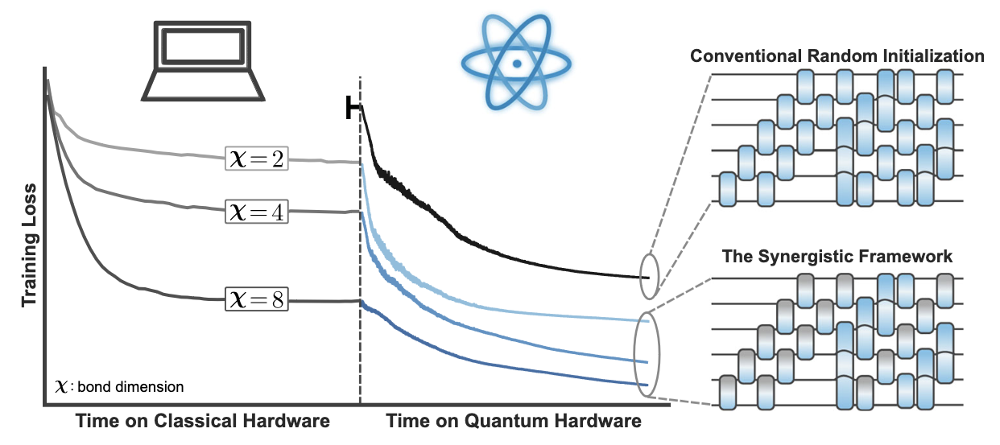 Conventional Random Initialization
χ = 2
χ = 4
χ = 8
The Synergistic Framework
Training Loss
χ: bond dimension
Time on Classical Hardware
Time on Quantum Hardware